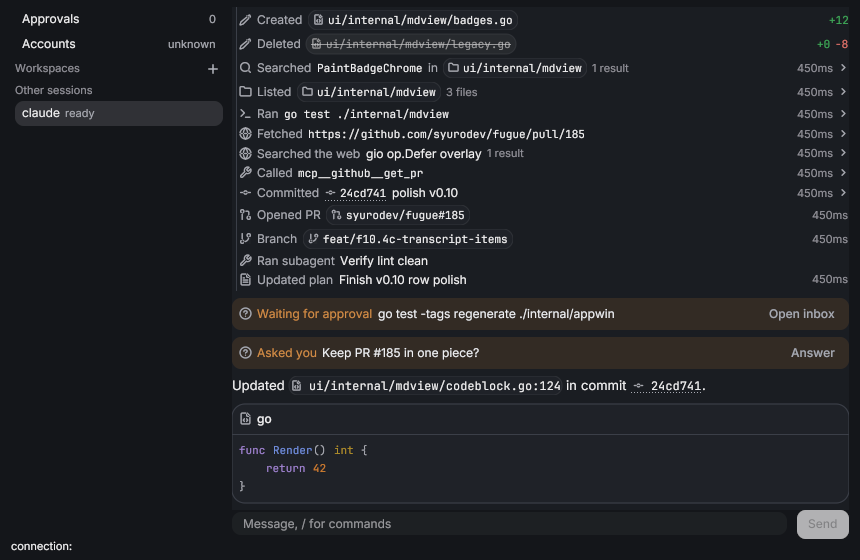 Approvals 0
Accounts unknown
Workspaces +
Other sessions
claude ready
Created ui/internal/mdview/badges.go +12
Deleted ui/internal/mdview/legacy.go +0 -8
Searched PaintBadgeChrome in ui/internal/mdview 1 result 450ms
Listed ui/internal/mdview 3 files 450ms
Ran go test ./internal/mdview 450ms
Fetched https://github.com/syurodev/fugue/pull/185 450ms
Searched the web gio op.Defer overlay 1 result 450ms
Called mcp__github__get_pr 450ms
Committed 24cd741 polish v0.10 450ms
Opened PR syurodev/fugue#185 450ms
Branch feat/f10.4c-transcript-items 450ms
Ran subagent Verify lint clean
Updated plan Finish v0.10 row polish 450ms
Waiting for approval go test -tags regenerate ./internal/appwin Open inbox
Asked you Keep PR #185 in one piece? Answer
Updated ui/internal/mdview/codeblock.go:124 in commit 24cd741.
go
func Render() int {
    return 42
}
Message, / for commands Send
connection: